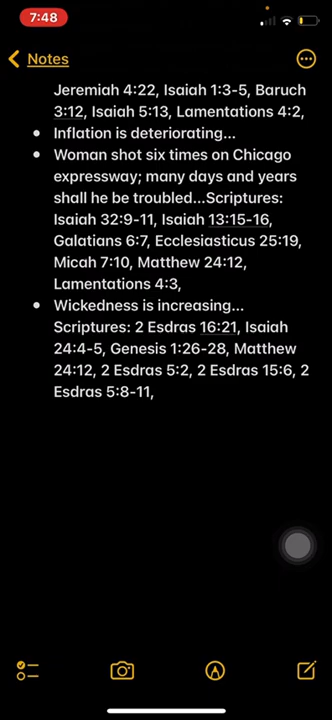 7:48
Notes
Jeremiah 4:22, Isaiah 1:3-5, Baruch
3:12, Isaiah 5:13, Lamentations 4:2,
• Inflation is deteriorating...
• Woman shot six times on Chicago
expressway; many days and years
shall he be troubled...Scriptures:
Isaiah 32:9-11, Isaiah 13:15-16,
Galatians 6:7, Ecclesiasticus 25:19,
Micah 7:10, Matthew 24:12,
Lamentations 4:3,
• Wickedness is increasing...
Scriptures: 2 Esdras 16:21, Isaiah
24:4-5, Genesis 1:26-28, Matthew
24:12, 2 Esdras 5:2, 2 Esdras 15:6, 2
Esdras 5:8-11,